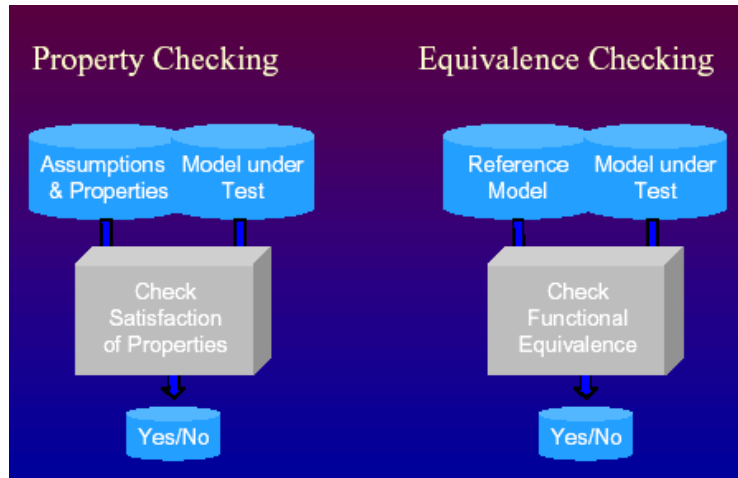 Property Checking
Assumptions
& Properties
Model under
Test
Check
Satisfaction
of Properties
Yes/No
Equivalence Checking
Reference
Model
Model under
Test
Check
Functional
Equivalence
Yes/No